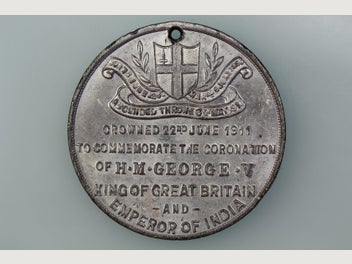 CROWNED 22ND JUNE 1911
TO COMMEMORATE THE CORONATION
OF H·M·GEORGE·V
KING OF GREAT BRITAIN
—AND—
EMPEROR OF INDIA